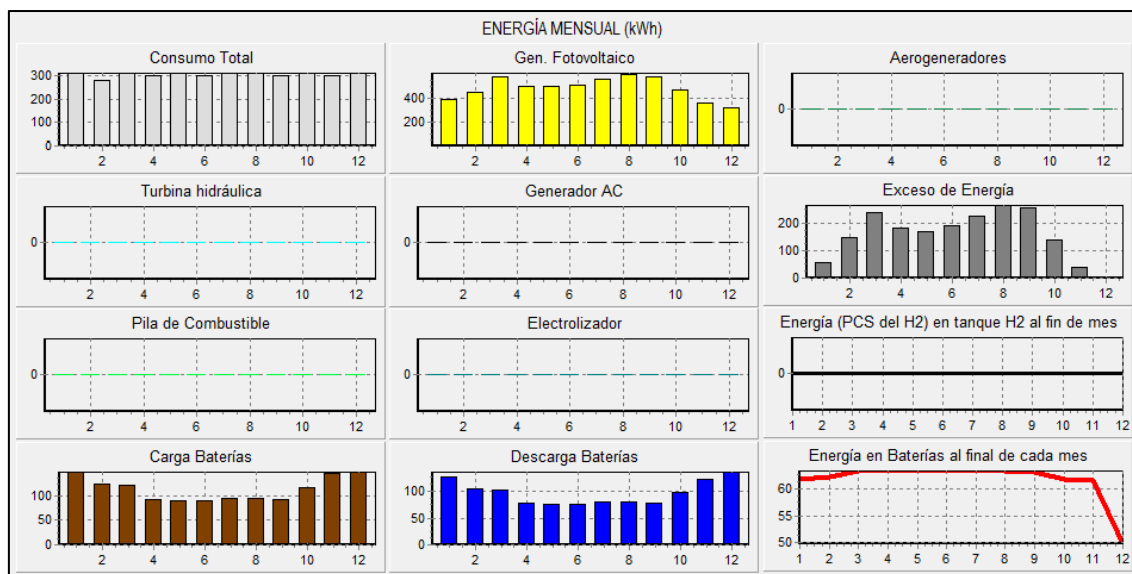 ENERGÍA MENSUAL (kWh)
Consumo Total
300
200
100
0
2 4 6 8 10 12
Gen. Fotovoltaico
400
200
2 4 6 8 10 12
Aerogeneradores
0
2 4 6 8 10 12
Turbina hidráulica
0
2 4 6 8 10 12
Generador AC
0
2 4 6 8 10 12
Exceso de Energía
200
100
0
2 4 6 8 10 12
Pila de Combustible
0
2 4 6 8 10 12
Electrolizador
0
2 4 6 8 10 12
Energía (PCS del H2) en tanque H2 al fin de mes
0
1 2 3 4 5 6 7 8 9 10 11 12
Carga Baterías
100
50
0
2 4 6 8 10 12
Descarga Baterías
100
50
0
2 4 6 8 10 12
Energía en Baterías al final de cada mes
60
55
50
1 2 3 4 5 6 7 8 9 10 11 12